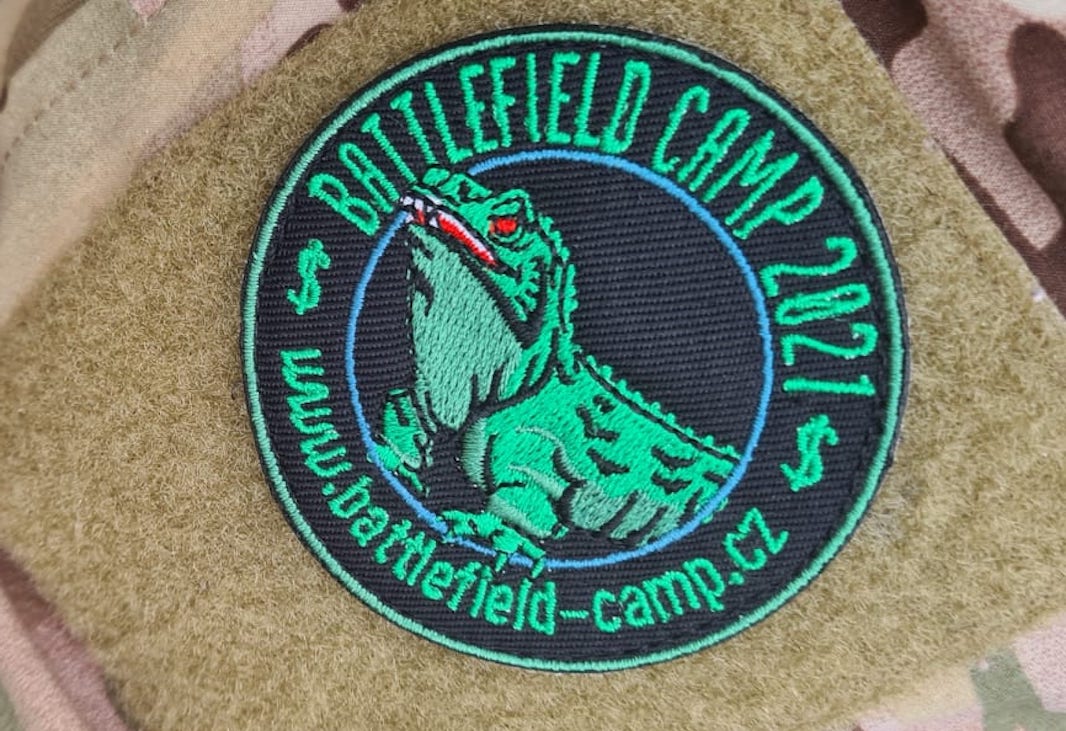 BATTLEFIELD CAMP 2021
$ $
www.battlefield-camp.cz